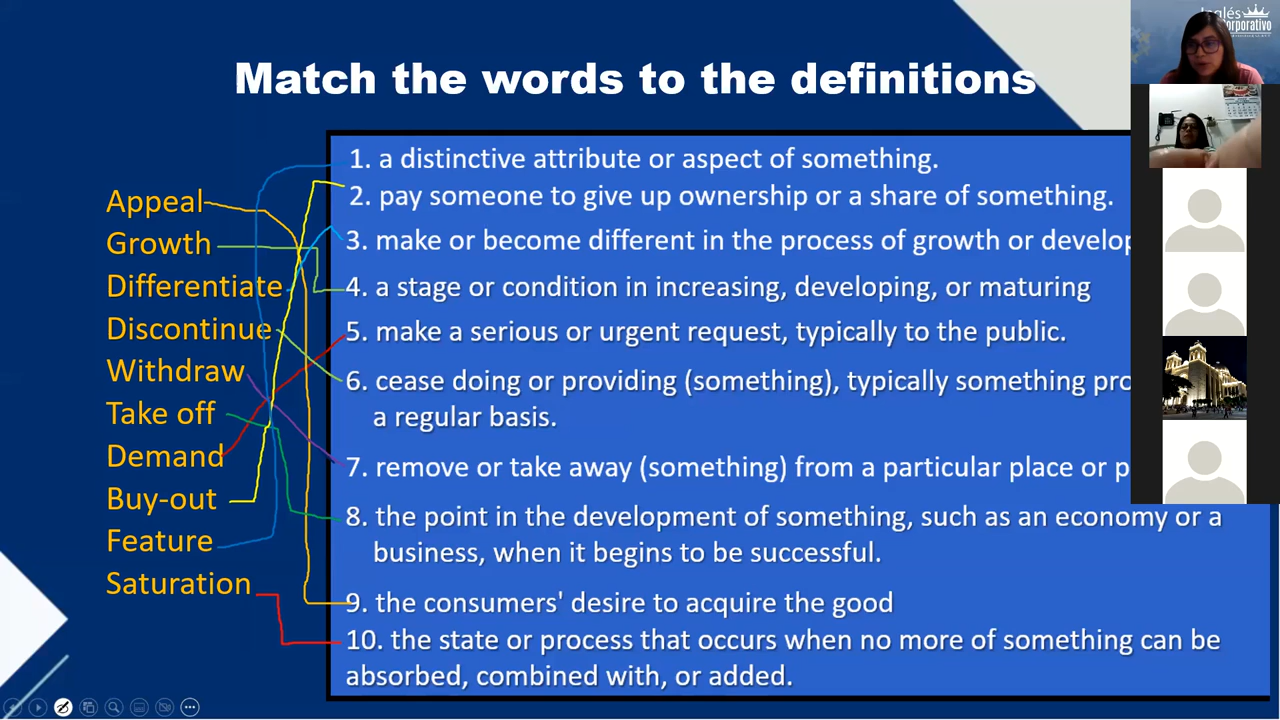 Match the words to the definitions
Appeal
Growth
Differentiate
Discontinue
Withdraw
Take off
Demand
Buy-out
Feature
Saturation
1. a distinctive attribute or aspect of something.
2. pay someone to give up ownership or a share of something.
3. make or become different in the process of growth or develop
4. a stage or condition in increasing, developing, or maturing
5. make a serious or urgent request, typically to the public.
6. cease doing or providing (something), typically something pro
a regular basis.
7. remove or take away (something) from a particular place or p
8. the point in the development of something, such as an economy or a
business, when it begins to be successful.
9. the consumers' desire to acquire the good
10. the state or process that occurs when no more of something can be
absorbed, combined with, or added.